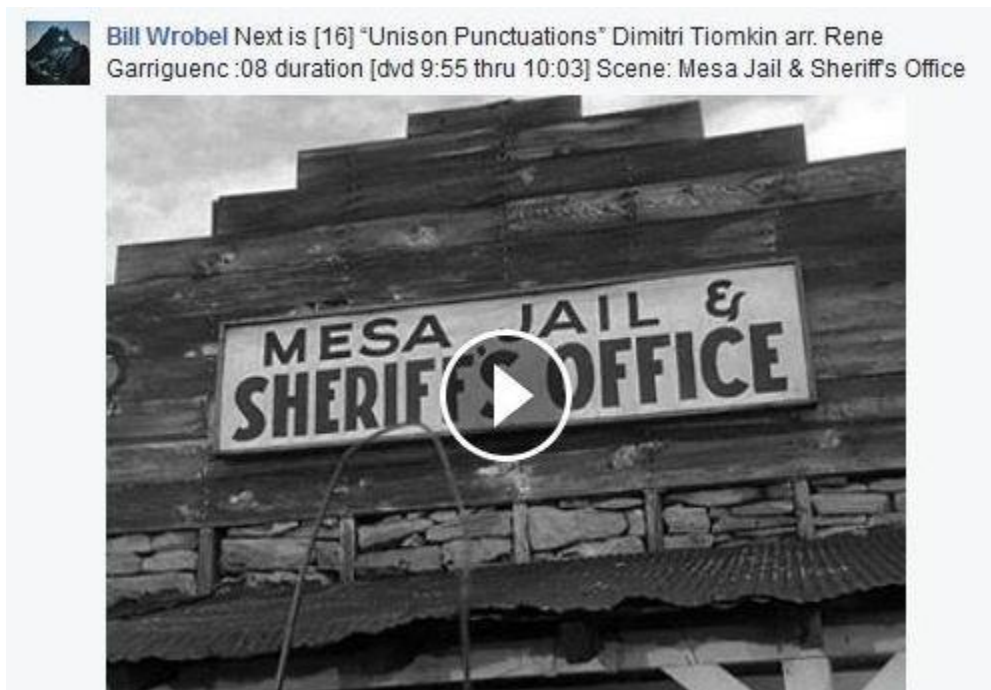 Bill Wrobel Next is [16] “Unison Punctuations” Dimitri Tiomkin arr. Rene
Garriguenc :08 duration [dvd 9:55 thru 10:03] Scene: Mesa Jail & Sheriff's Office
MESA JAIL &
SHERIFF'S OFFICE